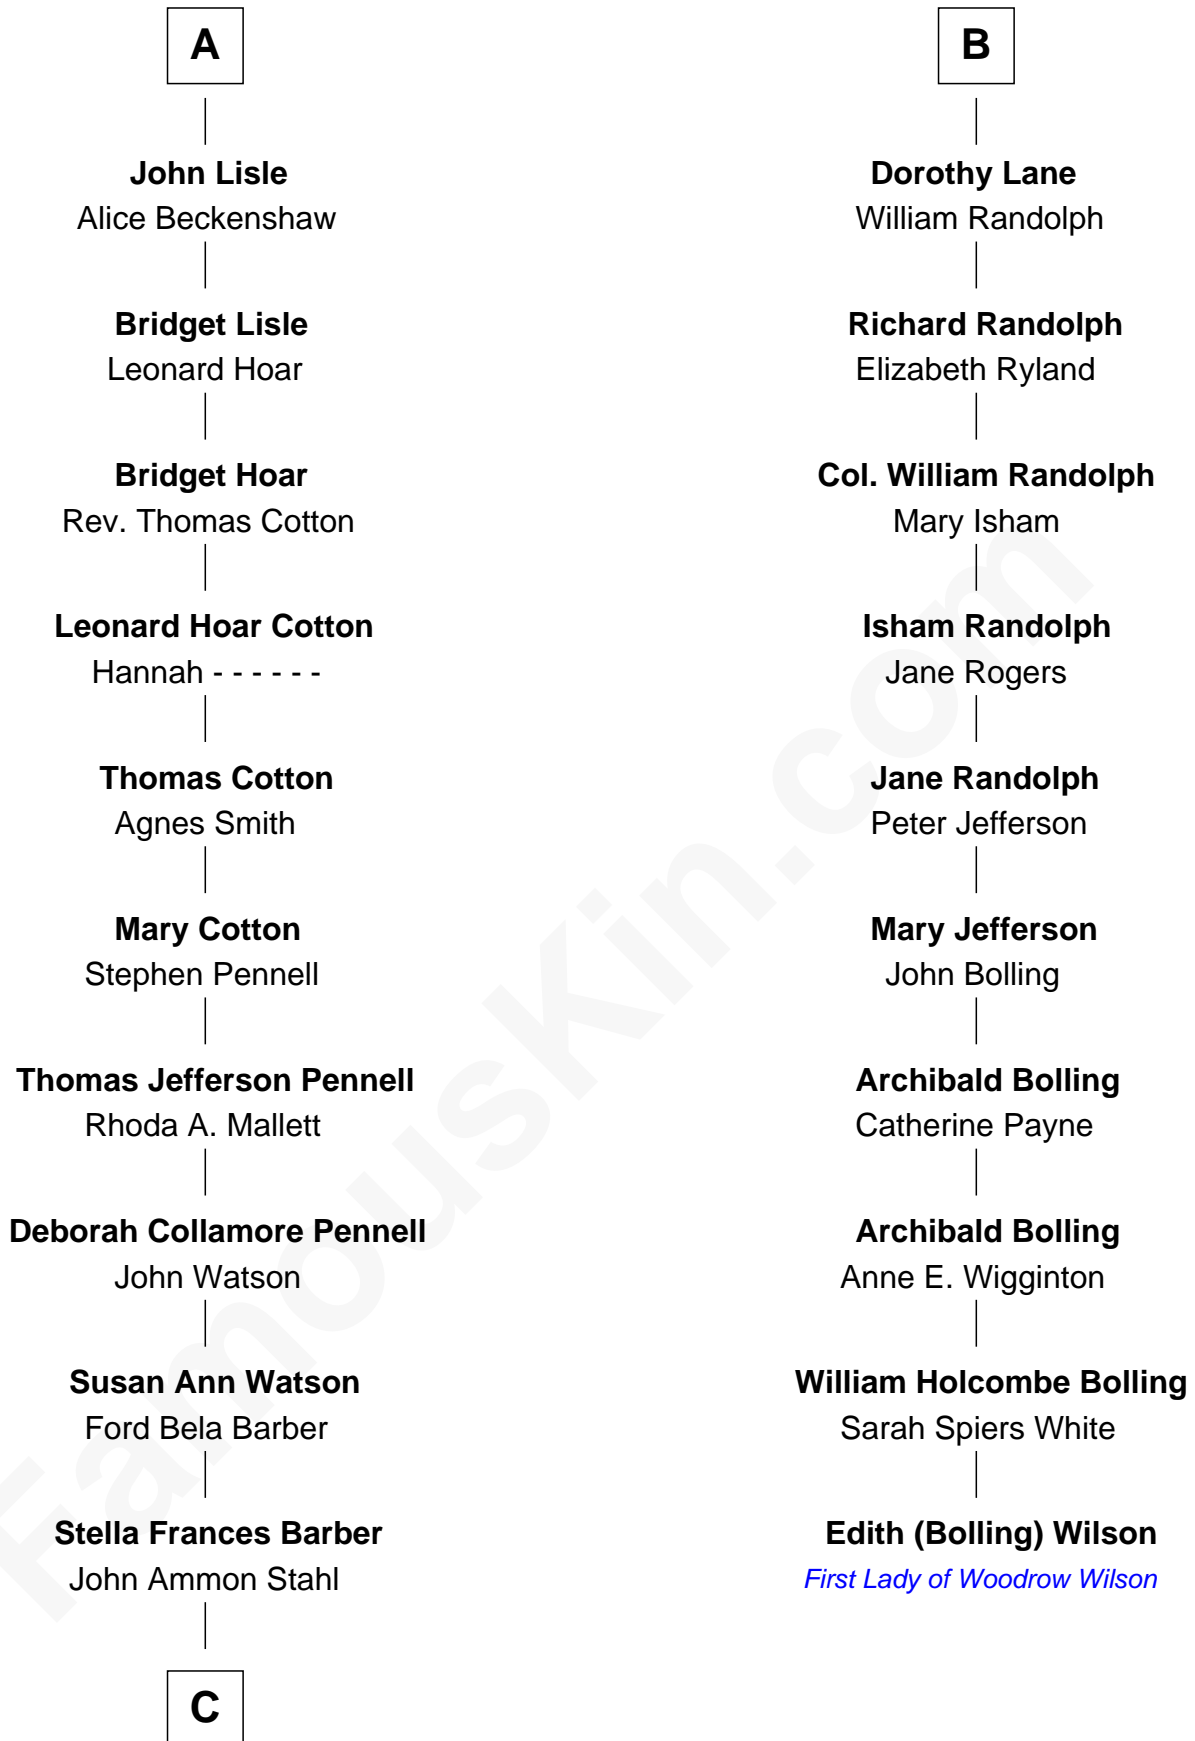 A
John Lisle
Alice Beckenshaw
Bridget Lisle
Leonard Hoar
Bridget Hoar
Rev. Thomas Cotton
Leonard Hoar Cotton
Hannah - - - - - -
Thomas Cotton
Agnes Smith
Mary Cotton
Stephen Pennell
Thomas Jefferson Pennell
Rhoda A. Mallett
Deborah Collamore Pennell
John Watson
Susan Ann Watson
Ford Bela Barber
Stella Frances Barber
John Ammon Stahl
C
B
Dorothy Lane
William Randolph
Richard Randolph
Elizabeth Ryland
Col. William Randolph
Mary Isham
Isham Randolph
Jane Rogers
Jane Randolph
Peter Jefferson
Mary Jefferson
John Bolling
Archibald Bolling
Catherine Payne
Archibald Bolling
Anne E. Wigginton
William Holcombe Bolling
Sarah Spiers White
Edith (Bolling) Wilson
First Lady of Woodrow Wilson
FamousKin.com